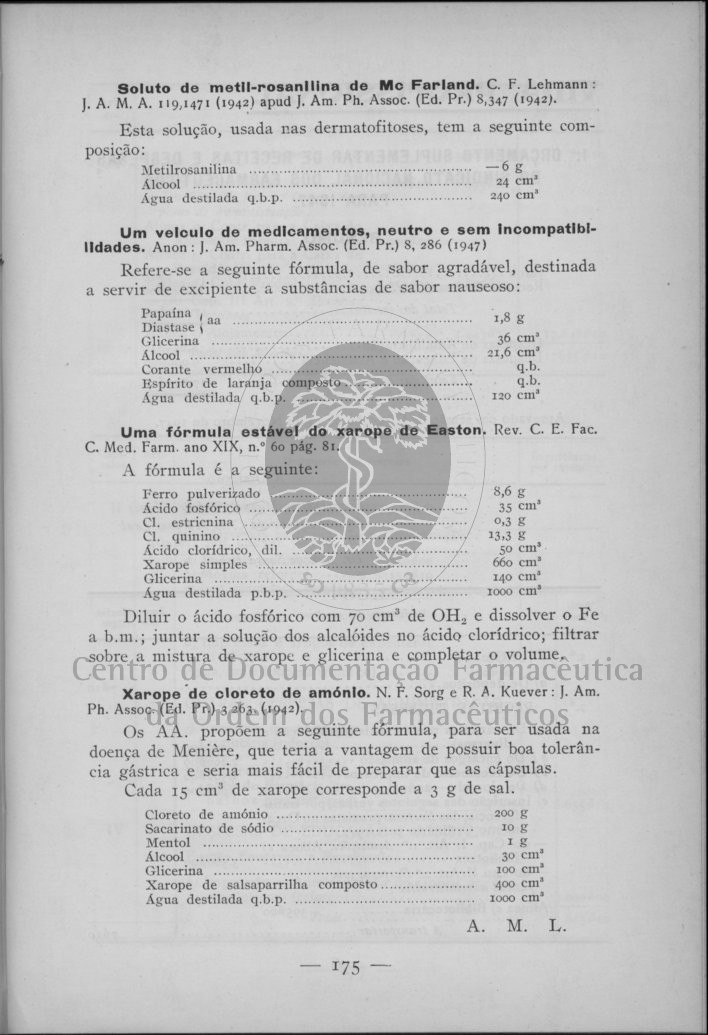 Soluto de metil-rosanilina de Mc Farland. C. F. Lehmann:
J. A. M. A. 119,1471 (1942) apud J. Am. Ph. Assoc. (Ed. Pr.) 8,347 (1942).
Esta solução, usada nas dermatofitoses, tem a seguinte com-
posição:
Metilrosanilina ........ — 6 g
Álcool ........ 24 cm³
Água destilada q.b.p. ........ 240 cm³
Um veiculo de medicamentos, neutro e sem incompatibi-
lidades. Anon: J. Am. Pharm. Assoc. (Ed. Pr.) 8, 286 (1947)
Refere-se a seguinte fórmula, de sabor agradável, destinada
a servir de excipiente a substâncias de sabor nauseoso:
Papaína
Diastase } aa ........ 1,8 g
Glicerina ........ 36 cm³
Álcool ........ 21,6 cm³
Corante vermelho ........ q.b.
Espírito de laranja composto ........ q.b.
Água destilada q.b.p. ........ 120 cm³
Uma fórmula estável do xarope de Easton. Rev. C. E. Fac.
C. Med. Farm. ano XIX, n.º 60 pág. 81.
A fórmula é a seguinte:
Ferro pulverizado ........ 8,6 g
Ácido fosfórico ........ 35 cm³
Cl. estricnina ........ 0,3 g
Cl. quinino ........ 13,3 g
Ácido clorídrico, dil. ........ 50 cm³
Xarope simples ........ 660 cm³
Glicerina ........ 140 cm³
Água destilada p.b.p. ........ 1000 cm³
Diluir o ácido fosfórico com 70 cm³ de OH₂ e dissolver o Fe
a b.m.; juntar a solução dos alcalóides no ácido clorídrico; filtrar
sobre a mistura de xarope e glicerina e completar o volume.
Centro de Documentação Farmacêutica
Xarope de cloreto de amónio. N. F. Sorg e R. A. Kuever: J. Am.
Ph. Assoc. (Ed. Pr.) 3,263, (1942).
da Ordem dos Farmacêuticos
Os AA. propõem a seguinte fórmula, para ser usada na
doença de Menière, que teria a vantagem de possuir boa tolerân-
cia gástrica e seria mais fácil de preparar que as cápsulas.
Cada 15 cm³ de xarope corresponde a 3 g de sal.
Cloreto de amónio ........ 200 g
Sacarinato de sódio ........ 10 g
Mentol ........ 1 g
Álcool ........ 30 cm³
Glicerina ........ 100 cm³
Xarope de salsaparrilha composto ........ 400 cm³
Água destilada q.b.p. ........ 1000 cm³
A. M. L.
— 175 —